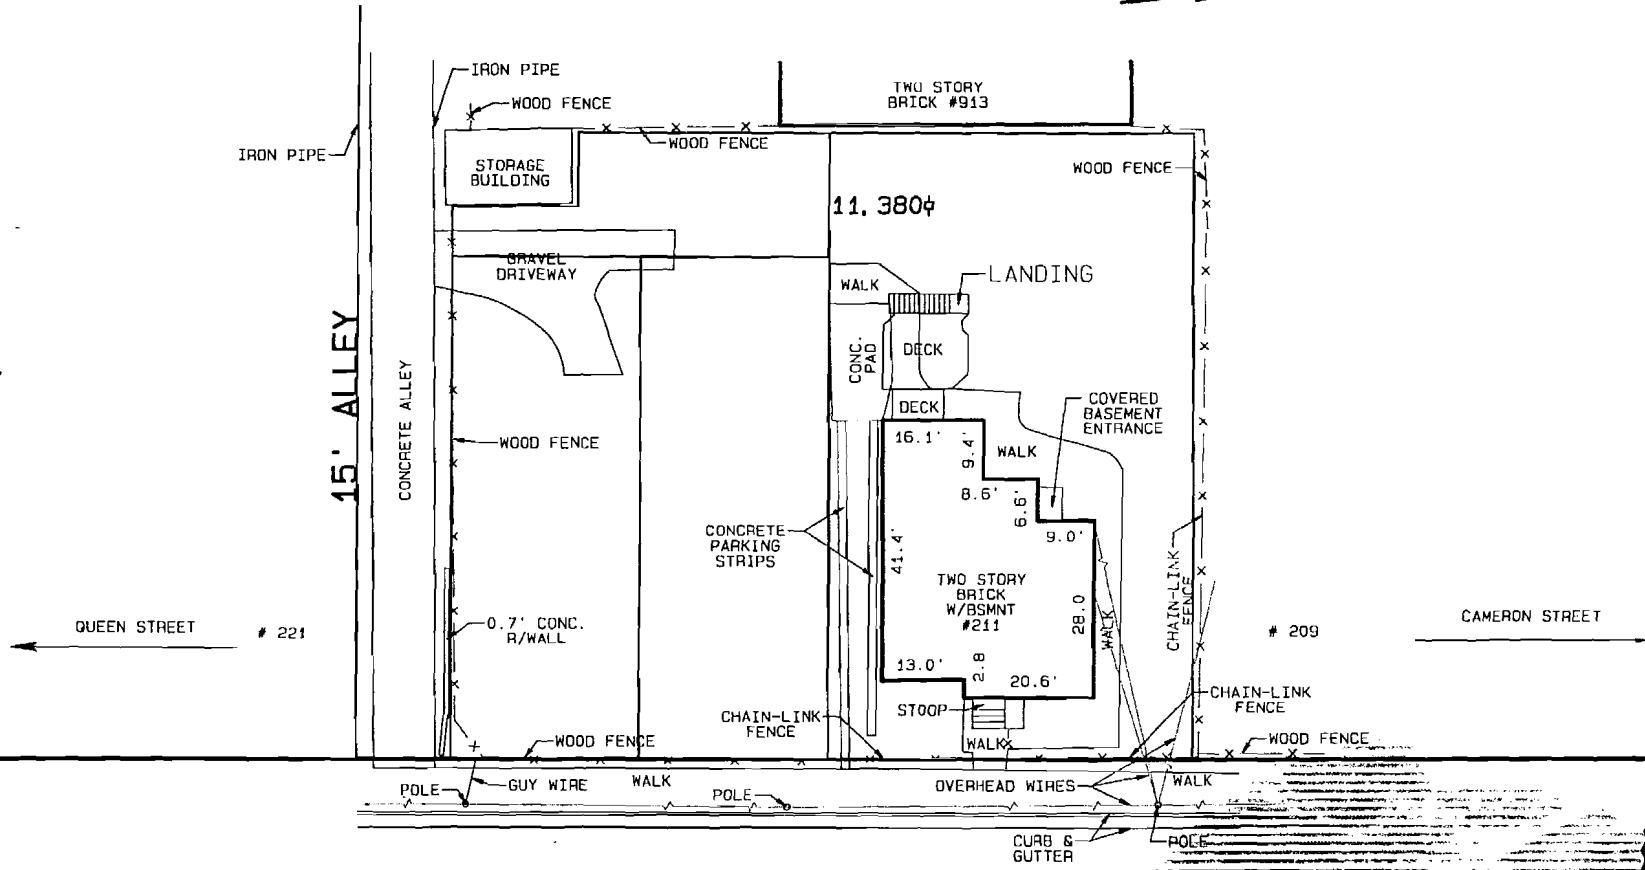 TWO STORY
BRICK #913
IRON PIPE
WOOD FENCE
WOOD FENCE
IRON PIPE
STORAGE
BUILDING
WOOD FENCE
11,380¢
GRAVEL
DRIVEWAY
WALK
LANDING
CONC.
PAD
DECK
DECK
COVERED
BASEMENT
ENTRANCE
15' ALLEY
CONCRETE ALLEY
WOOD FENCE
16.1'
9.4'
WALK
8.6'
6.6'
9.0'
CONCRETE
PARKING
STRIPS
41.4'
TWO STORY
BRICK
W/BSMNT
#211
28.0
WALK
CHAIN-LINK
FENCE
QUEEN STREET
# 221
0.7' CONC.
R/WALL
# 209
CAMERON STREET
13.0'
2.8
20.6'
STOOP
CHAIN-LINK
FENCE
CHAIN-LINK
FENCE
WOOD FENCE
WALK
WOOD FENCE
POLE
GUY WIRE
WALK
POLE
OVERHEAD WIRES
WALK
CURB &
GUTTER
POLE